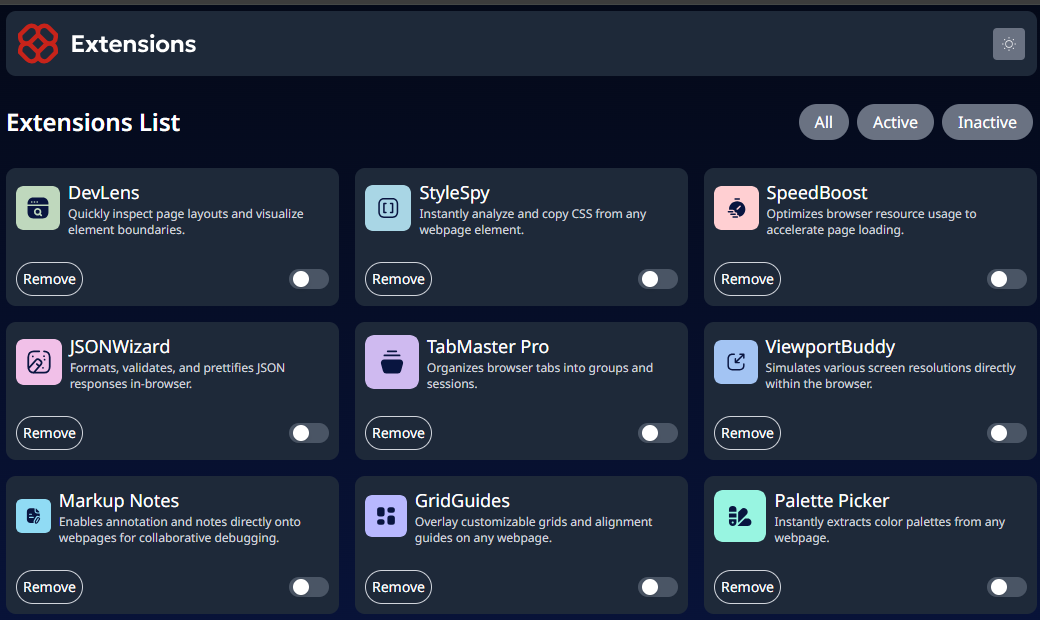 Extensions
Extensions List
All
Active
Inactive
DevLens
Quickly inspect page layouts and visualize
element boundaries.
Remove
StyleSpy
Instantly analyze and copy CSS from any
webpage element.
Remove
SpeedBoost
Optimizes browser resource usage to
accelerate page loading.
Remove
JSONWizard
Formats, validates, and prettifies JSON
responses in-browser.
Remove
TabMaster Pro
Organizes browser tabs into groups and
sessions.
Remove
ViewportBuddy
Simulates various screen resolutions directly
within the browser.
Remove
Markup Notes
Enables annotation and notes directly onto
webpages for collaborative debugging.
Remove
GridGuides
Overlay customizable grids and alignment
guides on any webpage.
Remove
Palette Picker
Instantly extracts color palettes from any
webpage.
Remove